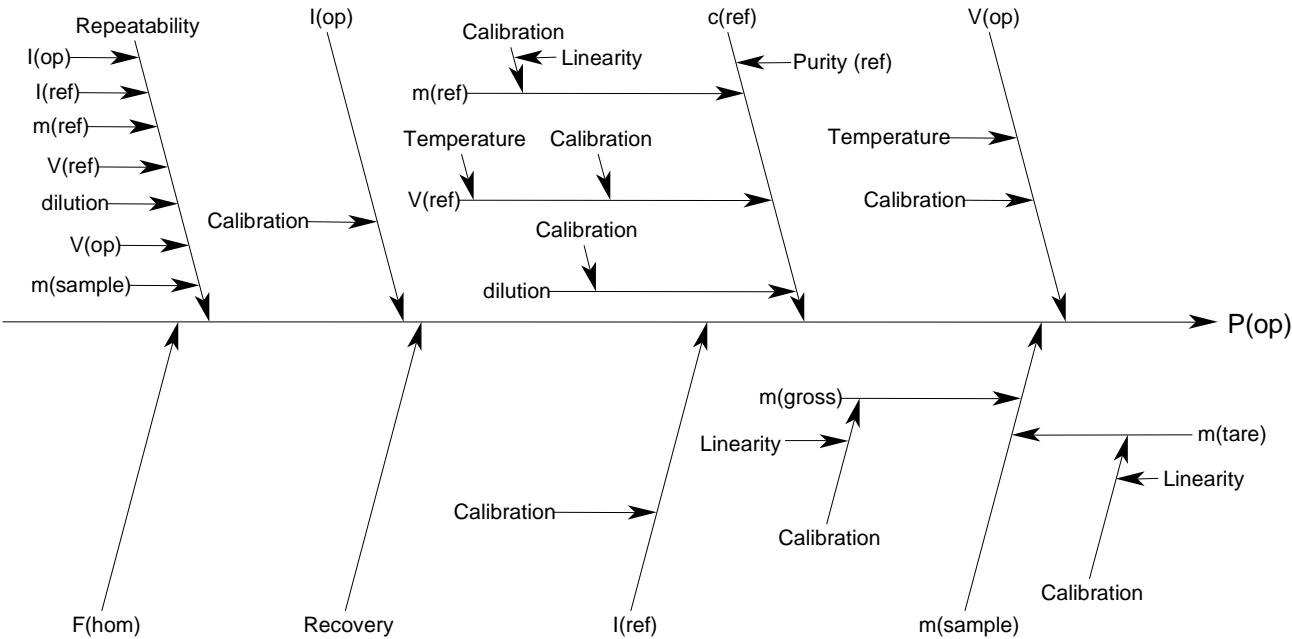 Repeatability
I(op)
I(ref)
m(ref)
V(ref)
dilution
V(op)
m(sample)
I(op)
Calibration
c(ref)
Calibration
Linearity
Purity (ref)
m(ref)
Temperature
Calibration
V(ref)
Calibration
dilution
V(op)
Temperature
Calibration
P(op)
F(hom)
Recovery
Calibration
I(ref)
m(gross)
Linearity
Calibration
m(tare)
Linearity
Calibration
m(sample)